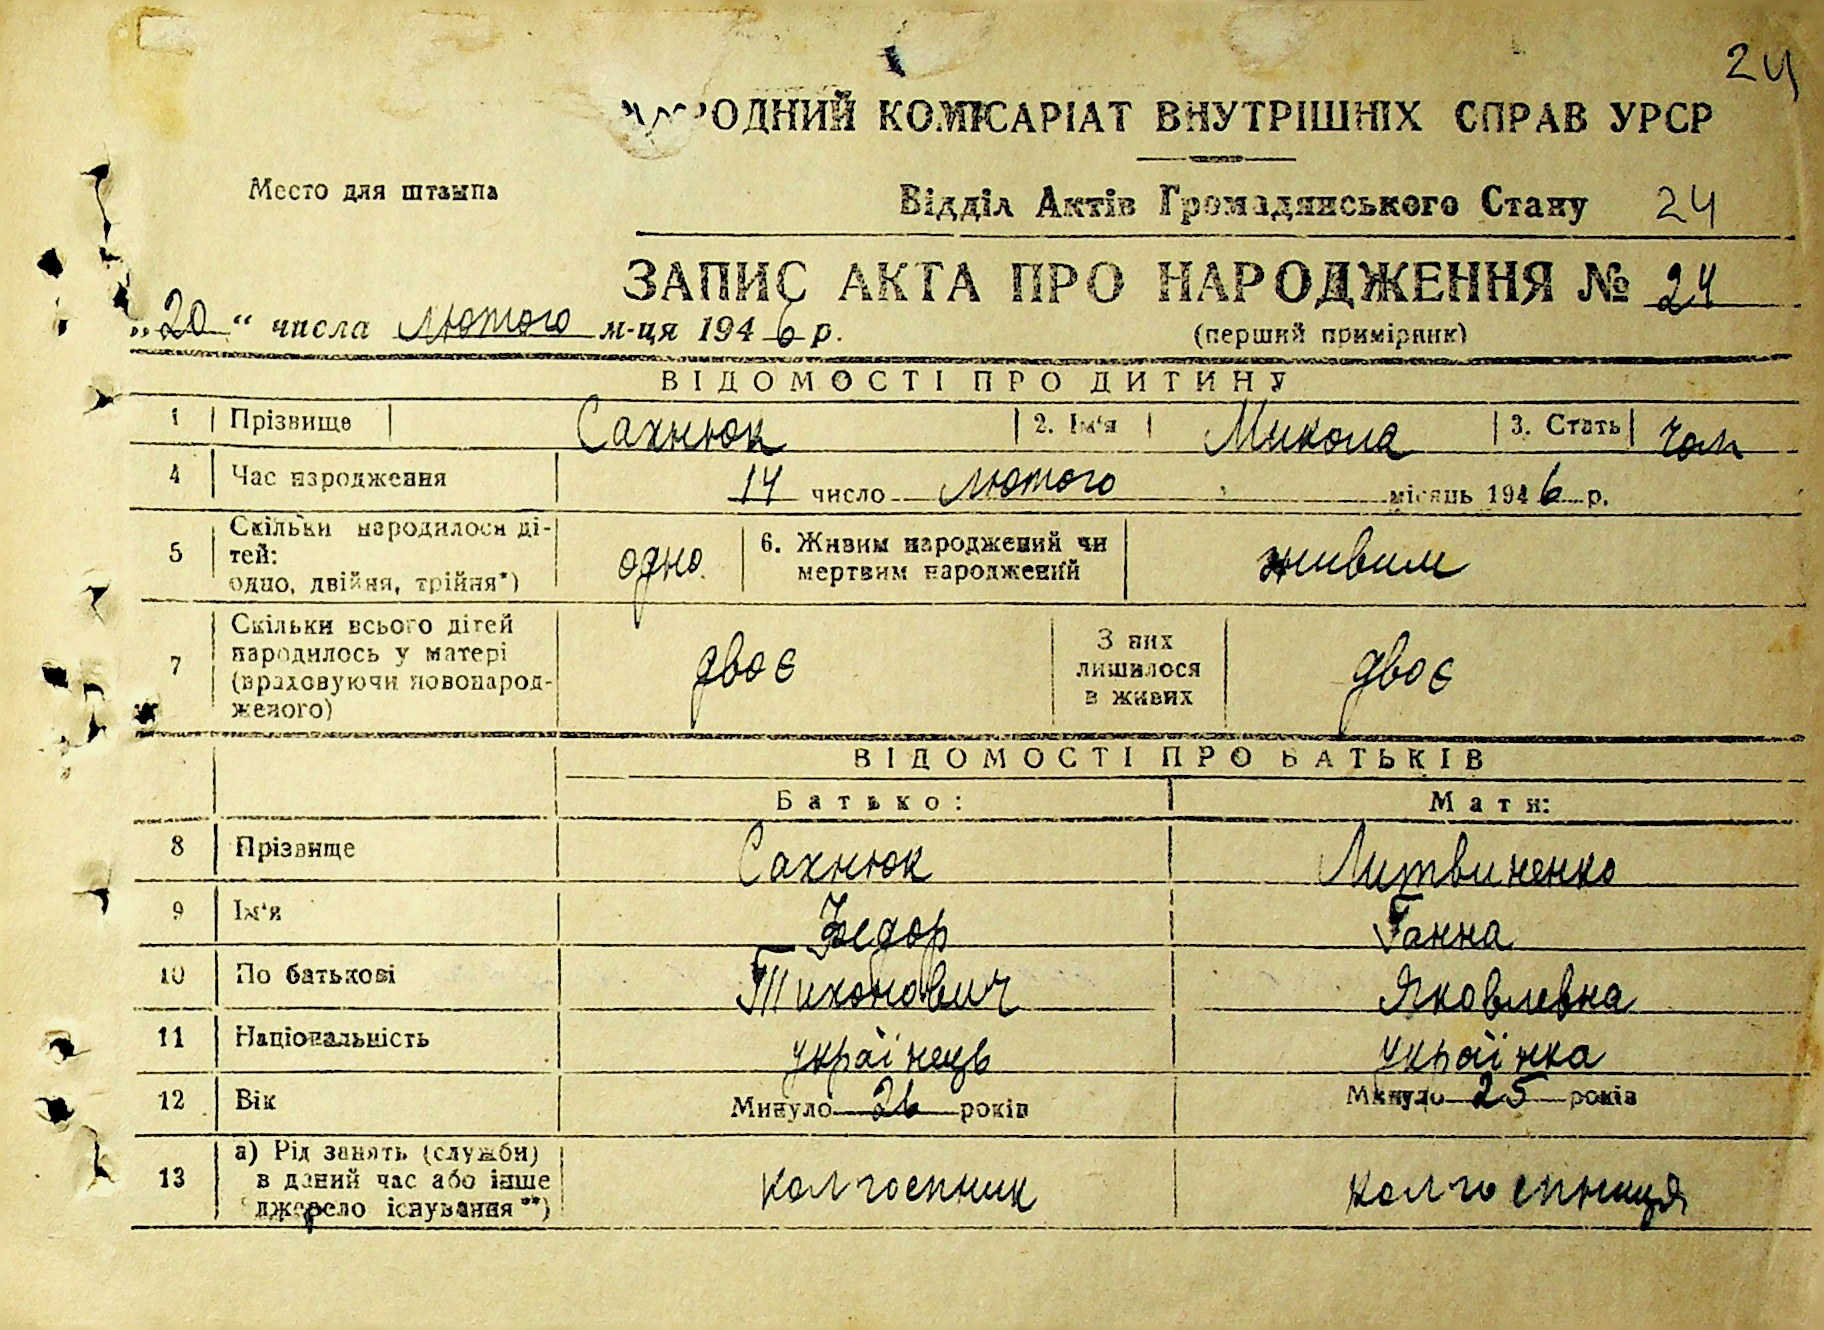 24
НАРОДНИЙ КОМІСАРІАТ ВНУТРІШНІХ СПРАВ УРСР
Место для штампа
Відділ Актів Громадянського Стану 24
ЗАПИС АКТА ПРО НАРОДЖЕННЯ № 24
„20“ числа лютого м-ця 1946 р.
(перший примірник)
ВІДОМОСТІ ПРО ДИТИНУ
1 Прізвище Сахнюк 2. Ім'я Микола 3. Стать чол
4 Час народження 14 число лютого місяць 1946 р.
5 Скільки народилося ді-
тей:
одно, двійня, трійня*) одно 6. Живим народжений чи
мертвим народжений живим
7 Скільки всього дітей
народилось у матері
(враховуючи новонарод-
женого) двоє З них
лишилося
в живих двоє
ВІДОМОСТІ ПРО БАТЬКІВ
Батько: Мати:
8 Прізвище Сахнюк Литвиненко
9 Ім'я Федор Ганна
10 По батькові Тихонович Яковлевна
11 Національність українець українка
12 Вік Минуло 26 років Минуло 25 років
13 а) Рід занять (служби)
в даний час або інше
джерело існування**) колгоспник колгоспниця